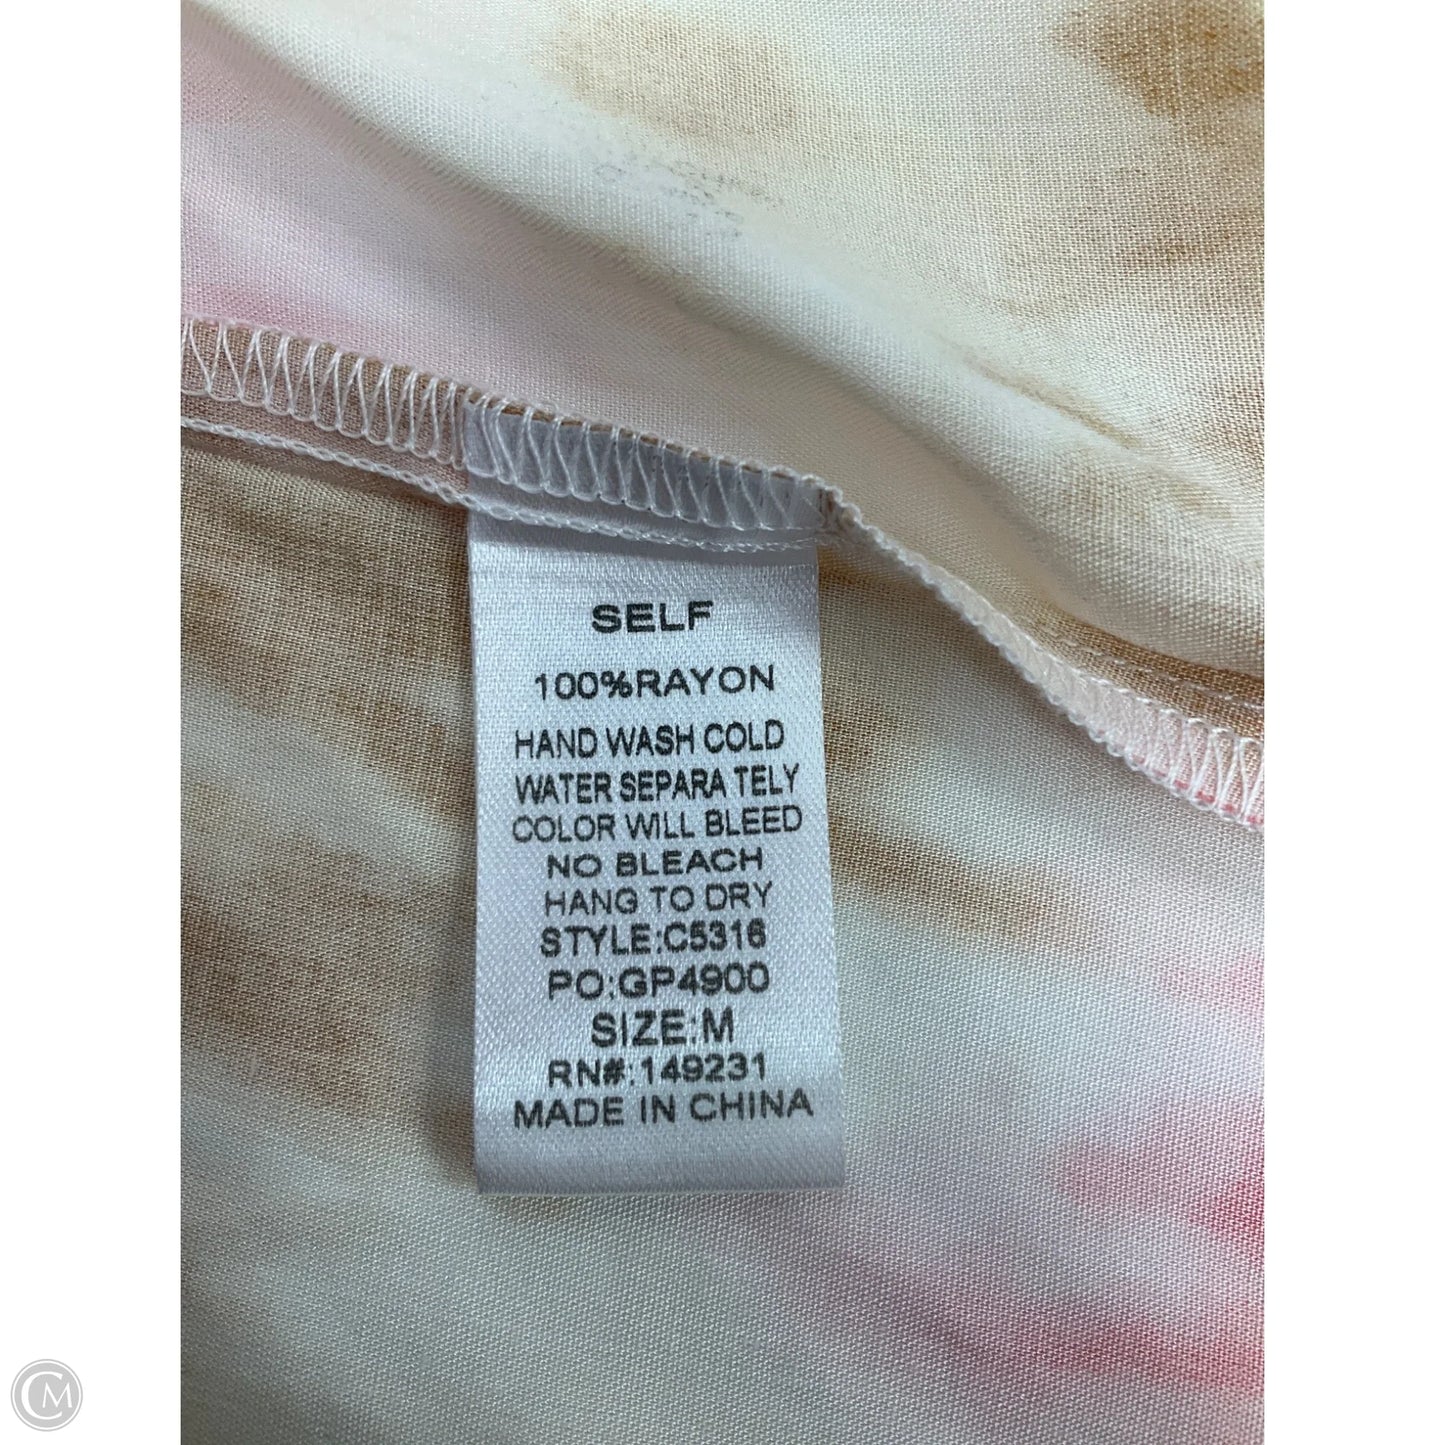 SELF
100%RAYON
HAND WASH COLD
WATER SEPARA TELY
COLOR WILL BLEED
NO BLEACH
HANG TO DRY
STYLE:C5316
PO:GP4900
SIZE:M
RN#:149231
MADE IN CHINA
CM